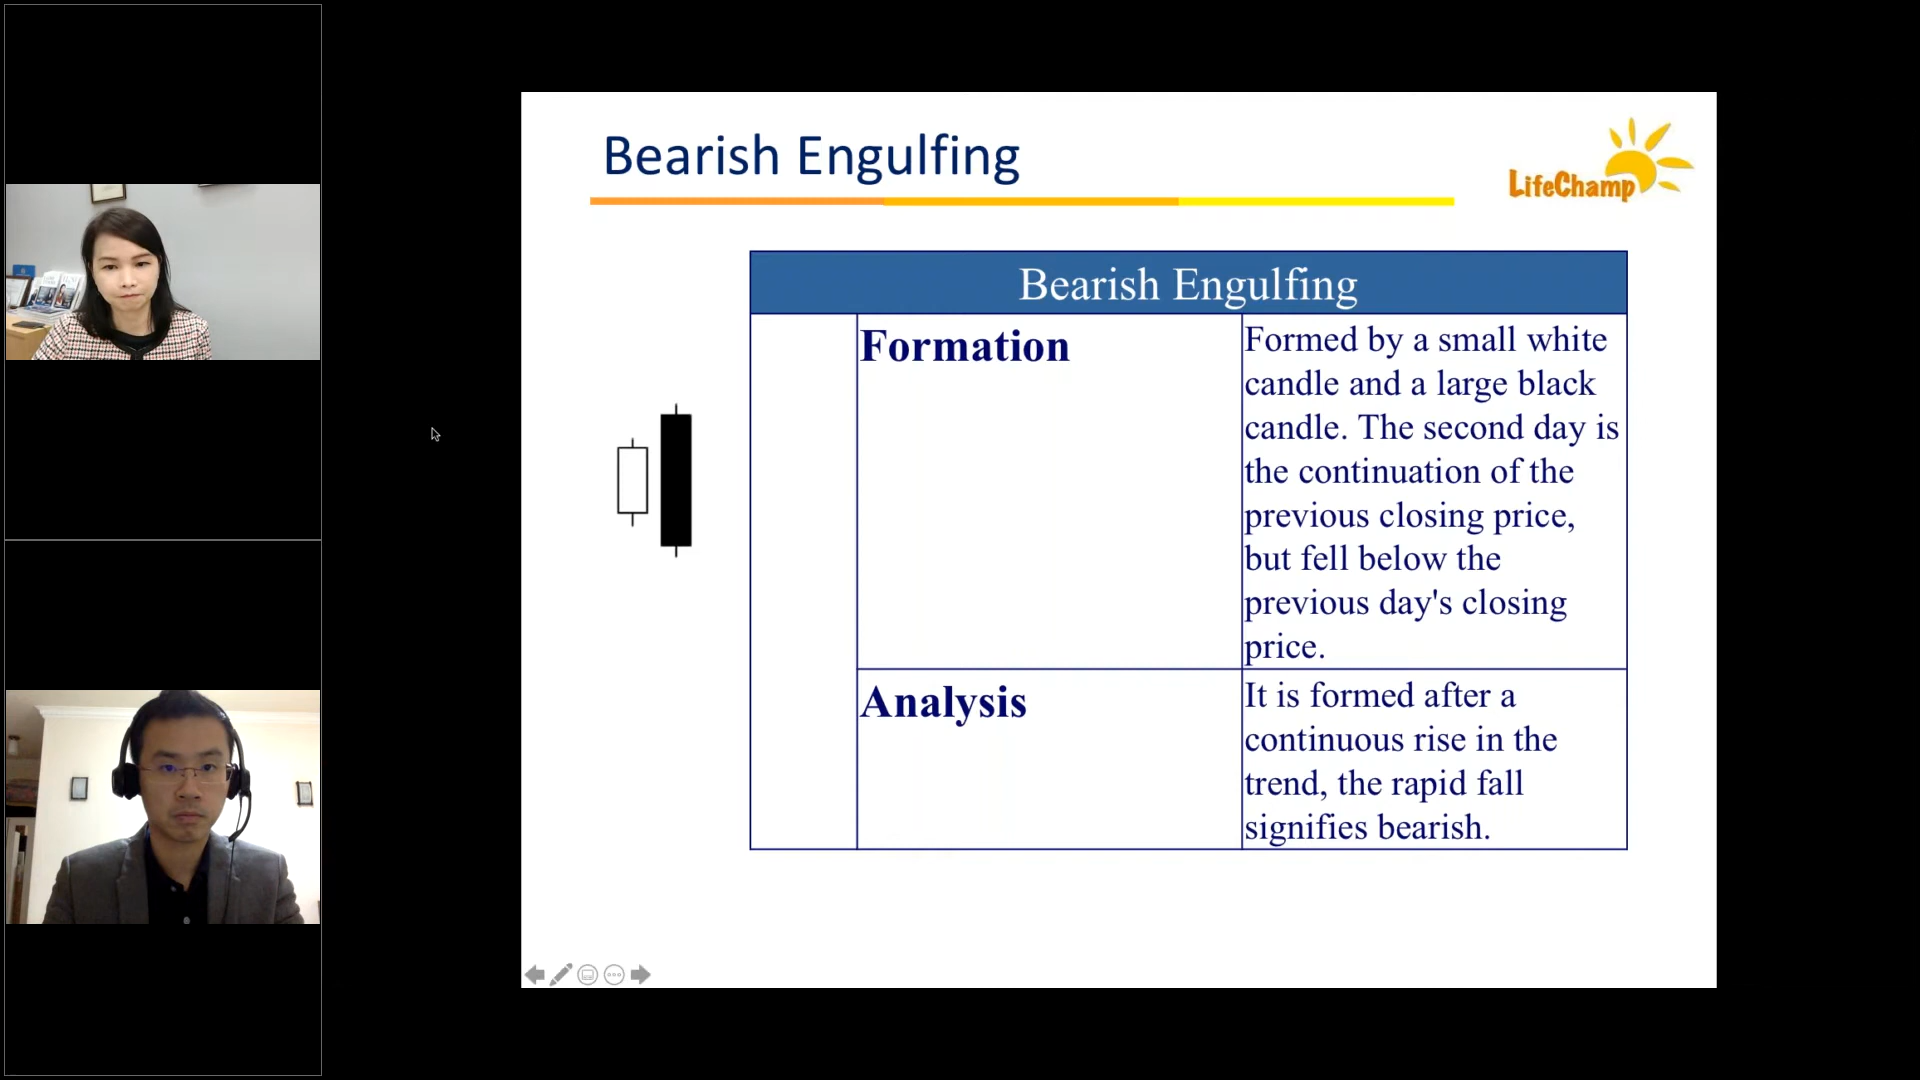 Bearish Engulfing
LifeChamp
Bearish Engulfing
Formation
Formed by a small white
candle and a large black
candle. The second day is
the continuation of the
previous closing price,
but fell below the
previous day's closing
price.
Analysis
It is formed after a
continuous rise in the
trend, the rapid fall
signifies bearish.